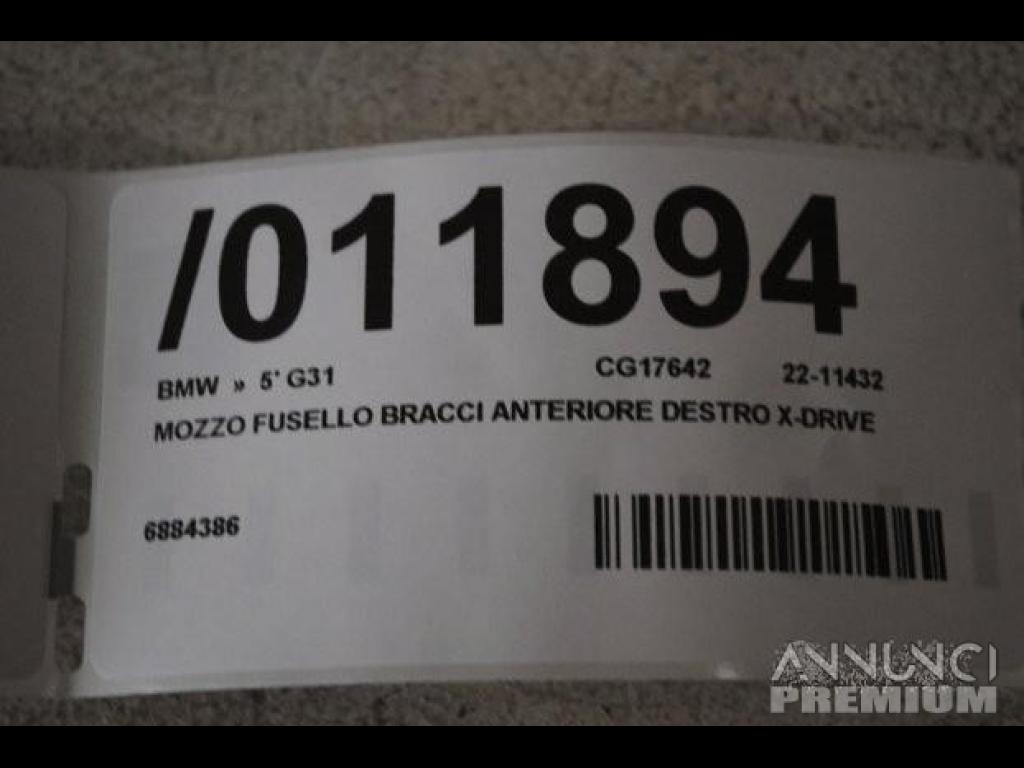 /011894
BMW » 5' G31 CG17642 22-11432
MOZZO FUSELLO BRACCI ANTERIORE DESTRO X-DRIVE
6884386
ANNUNCI
PREMIUM